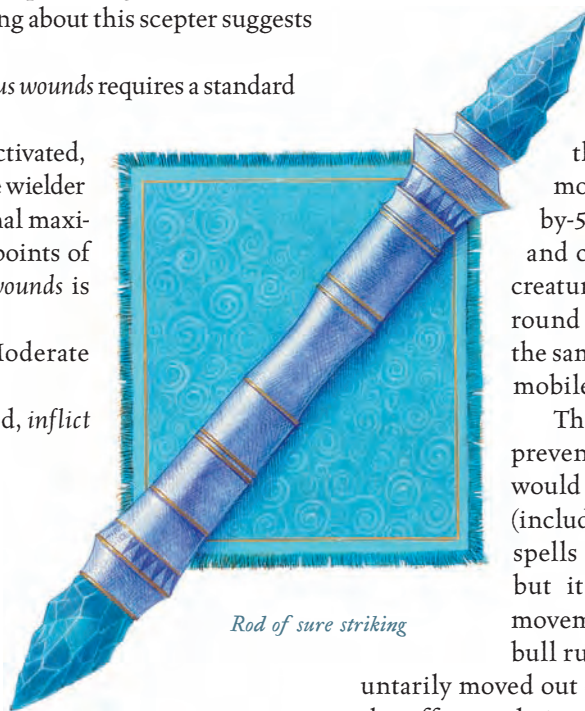 ng about this scepter suggests
us wounds requires a standard
ctivated,
e wielder
nal maxi-
points of
wounds is
Moderate
d, inflict
Rod of sure striking
th
mo
by-5
and o
creatur
round
the sam
mobile
Th
preven
would
(includ
spells
but it
movem
bull ru
untarily moved out